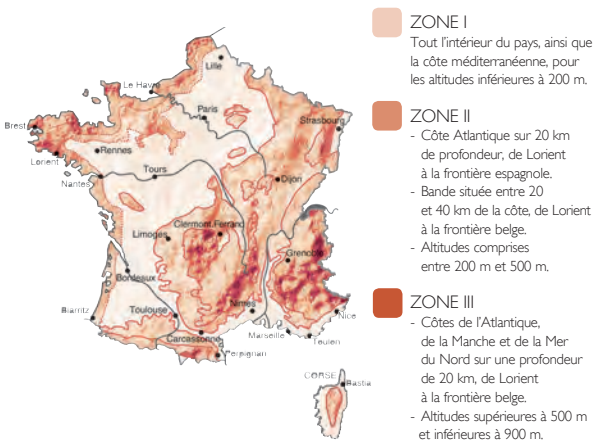 Lille
Le Havre
Paris
Strasbourg
Brest
Rennes
Lorient
Tours
Nantes
Dijon
Clermont-Ferrand
Limoges
Grenoble
Bordeaux
Biarritz
Toulouse
Nimes
Nice
Marseille
Toulon
Carcassonne
Perpignan
CORSE
Bastia
ZONE I
Tout l'intérieur du pays, ainsi que
la côte méditerranéenne, pour
les altitudes inférieures à 200 m.
ZONE II
- Côte Atlantique sur 20 km
de profondeur, de Lorient
à la frontière espagnole.
- Bande située entre 20
et 40 km de la côte, de Lorient
à la frontière belge.
- Altitudes comprises
entre 200 m et 500 m.
ZONE III
- Côtes de l'Atlantique,
de la Manche et de la Mer
du Nord sur une profondeur
de 20 km, de Lorient
à la frontière belge.
- Altitudes supérieures à 500 m
et inférieures à 900 m.